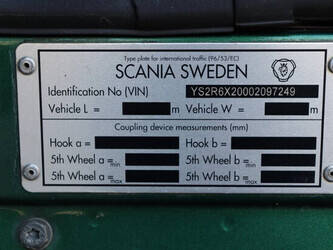 Type plate for international traffic (96/53/EC)
SCANIA SWEDEN
Identification No (VIN) YS2R6X20002097249
Vehicle L = m Vehicle W = m
Coupling device measurements (mm)
Hook a = Hook b =
5th Wheel a min = 5th Wheel b min =
5th Wheel a max = 5th Wheel b max =